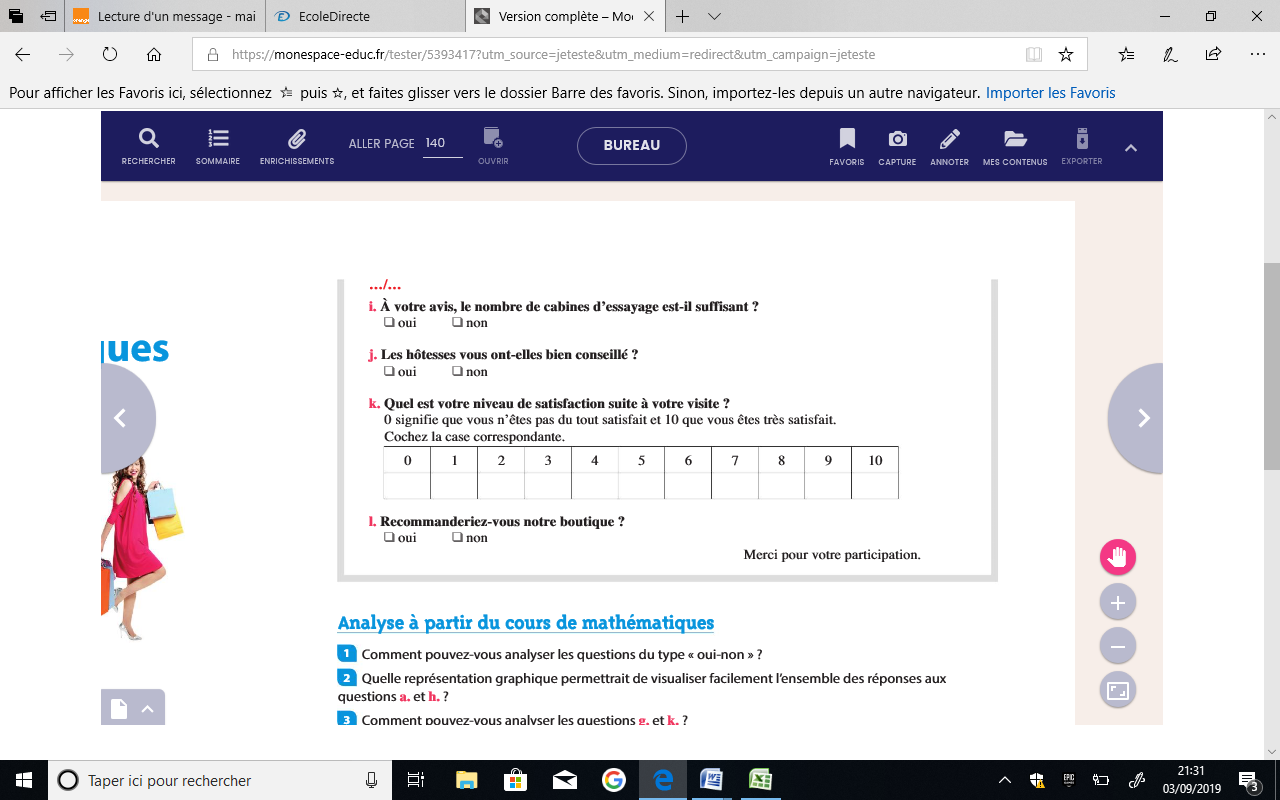 Lecture d'un message - mai
EcoleDirecte
Version complète – Mo
https://monespace-educ.fr/tester/5393417?utm_source=jeteste&utm_medium=redirect&utm_campaign=jeteste
Pour afficher les Favoris ici, sélectionnez puis ☆, et faites glisser vers le dossier Barre des favoris. Sinon, importez-les depuis un autre navigateur. Importer les Favoris
RECHERCHER SOMMAIRE ENRICHISSEMENTS ALLER PAGE 140 OUVRIR BUREAU FAVORIS CAPTURE ANNOTER MES CONTENUS EXPORTER
ques
.../...
i. À votre avis, le nombre de cabines d'essayage est-il suffisant ?
❏ oui ❏ non
j. Les hôtesses vous ont-elles bien conseillé ?
❏ oui ❏ non
k. Quel est votre niveau de satisfaction suite à votre visite ?
0 signifie que vous n'êtes pas du tout satisfait et 10 que vous êtes très satisfait.
Cochez la case correspondante.
0 1 2 3 4 5 6 7 8 9 10
l. Recommanderiez-vous notre boutique ?
❏ oui ❏ non
Merci pour votre participation.
Analyse à partir du cours de mathématiques
1 Comment pouvez-vous analyser les questions du type « oui-non » ?
2 Quelle représentation graphique permettrait de visualiser facilement l'ensemble des réponses aux
questions a. et h. ?
3 Comment pouvez-vous analyser les questions g. et k. ?
Taper ici pour rechercher
21:31
03/09/2019
3